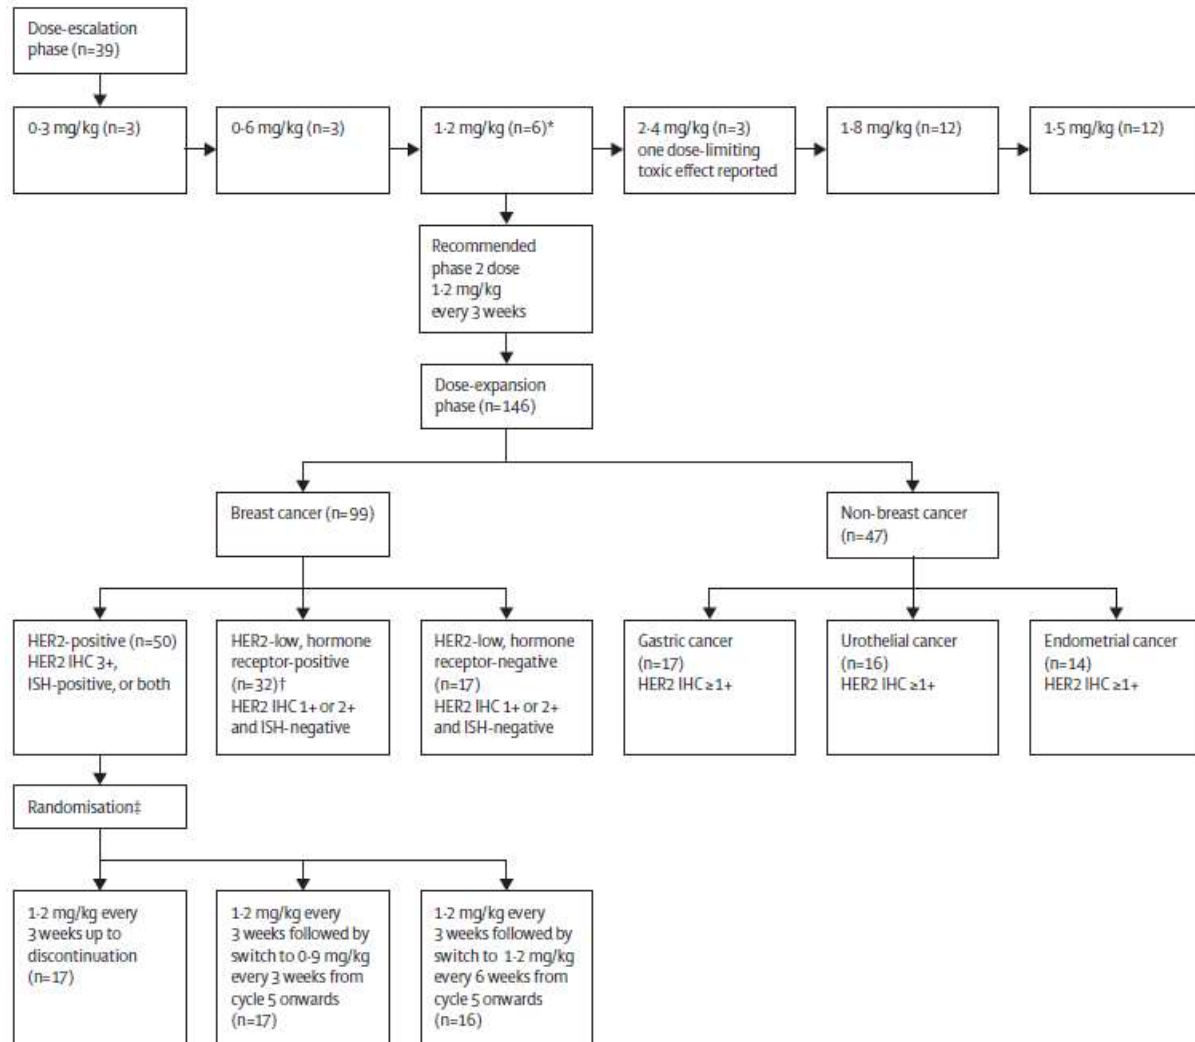 Dose-escalation
phase (n=39)
0·3 mg/kg (n=3)
0·6 mg/kg (n=3)
1·2 mg/kg (n=6)*
2·4 mg/kg (n=3)
one dose-limiting
toxic effect reported
1·8 mg/kg (n=12)
1·5 mg/kg (n=12)
Recommended
phase 2 dose
1·2 mg/kg
every 3 weeks
Dose-expansion
phase (n=146)
Breast cancer (n=99)
Non-breast cancer
(n=47)
HER2-positive (n=50)
HER2 IHC 3+,
ISH-positive, or both
HER2-low, hormone
receptor-positive
(n=32)†
HER2 IHC 1+ or 2+
and ISH-negative
HER2-low, hormone
receptor-negative
(n=17)
HER2 IHC 1+ or 2+
and ISH-negative
Gastric cancer
(n=17)
HER2 IHC ≥1+
Urothelial cancer
(n=16)
HER2 IHC ≥1+
Endometrial cancer
(n=14)
HER2 IHC ≥1+
Randomisation‡
1·2 mg/kg every
3 weeks up to
discontinuation
(n=17)
1·2 mg/kg every
3 weeks followed by
switch to 0·9 mg/kg
every 3 weeks from
cycle 5 onwards
(n=17)
1·2 mg/kg every
3 weeks followed by
switch to 1·2 mg/kg
every 6 weeks from
cycle 5 onwards
(n=16)